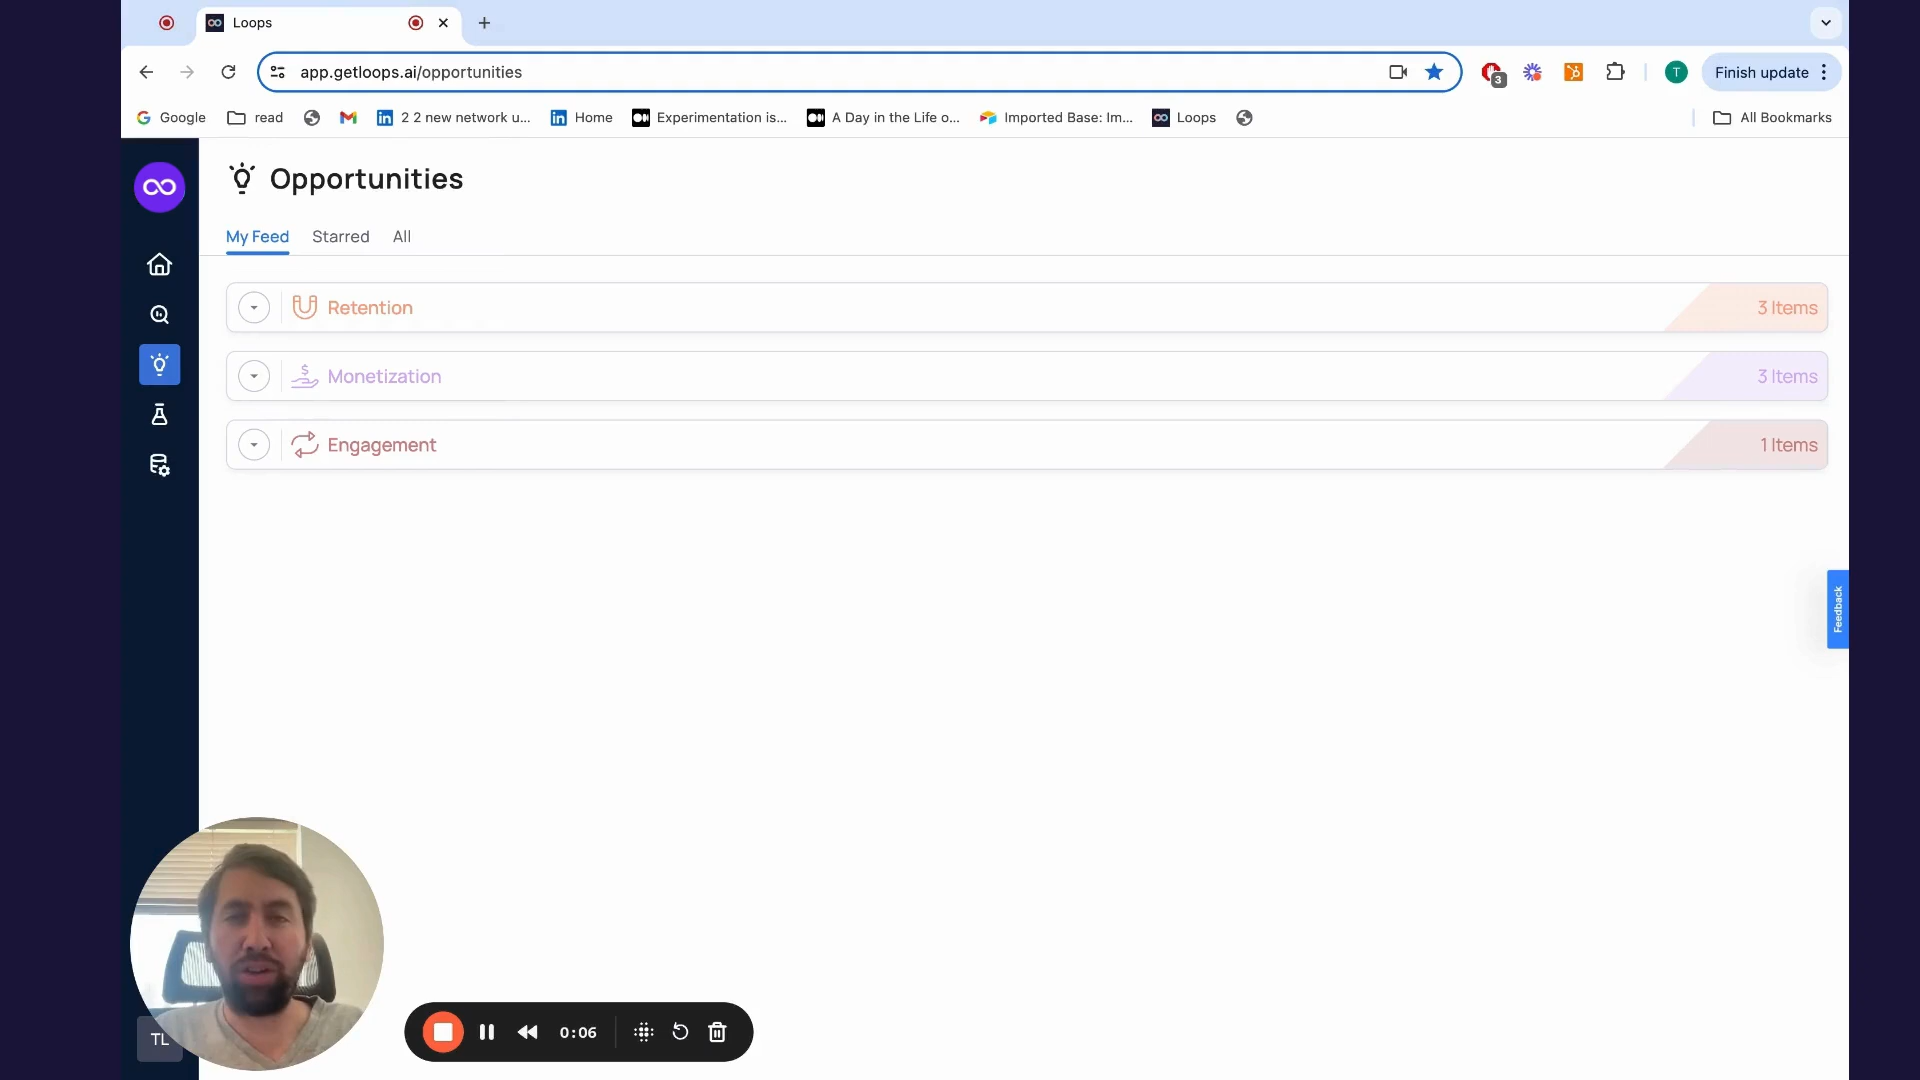 Loops
app.getloops.ai/opportunities
3
T
Finish update
Google
read
2 2 new network u...
Home
Experimentation is...
A Day in the Life o...
Imported Base: Im...
Loops
All Bookmarks
Opportunities
My Feed
Starred
All
Retention
3 Items
Monetization
3 Items
Engagement
1 Items
Feedback
TL
0:06